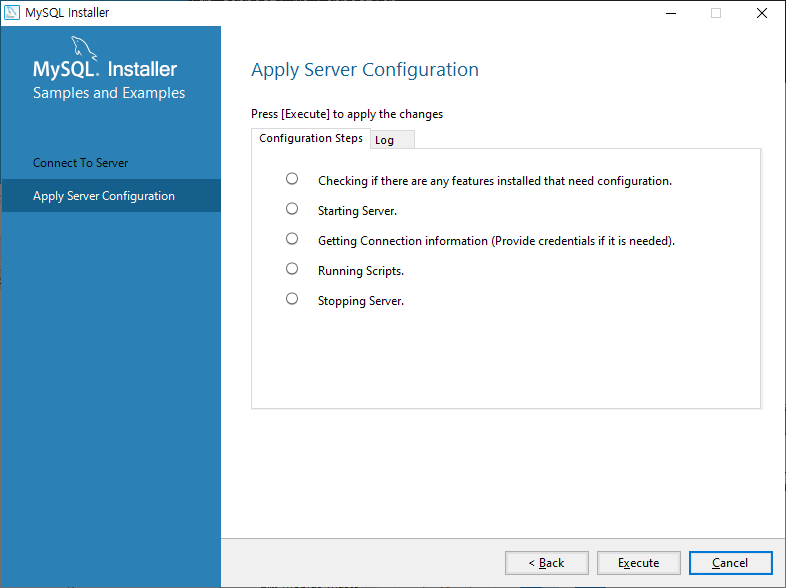 MySQL Installer
MySQL. Installer
Samples and Examples
Connect To Server
Apply Server Configuration
Apply Server Configuration
Press [Execute] to apply the changes
Configuration Steps
Log
Checking if there are any features installed that need configuration.
Starting Server.
Getting Connection information (Provide credentials if it is needed).
Running Scripts.
Stopping Server.
< Back
Execute
Cancel